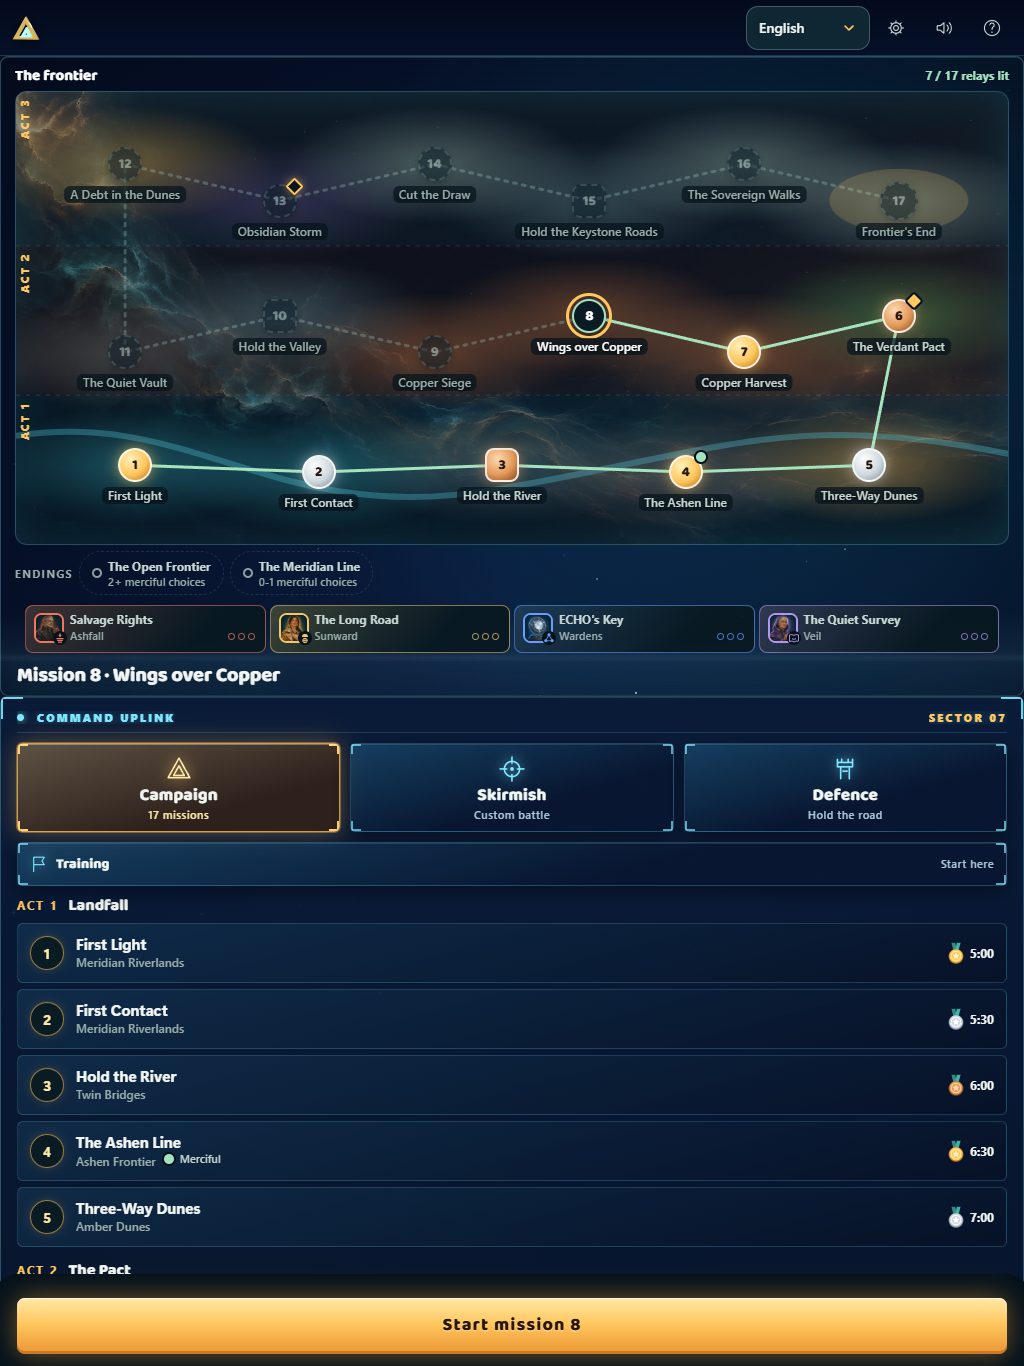 English
The frontier
7 / 17 relays lit
ACT 3
12
A Debt in the Dunes
13
Obsidian Storm
14
Cut the Draw
15
Hold the Keystone Roads
16
The Sovereign Walks
17
Frontier's End
ACT 2
11
The Quiet Vault
10
Hold the Valley
9
Copper Siege
8
Wings over Copper
7
Copper Harvest
6
The Verdant Pact
ACT 1
1
First Light
2
First Contact
3
Hold the River
4
The Ashen Line
5
Three-Way Dunes
ENDINGS
The Open Frontier
2+ merciful choices
The Meridian Line
0-1 merciful choices
Salvage Rights
Ashfall
The Long Road
Sunward
ECHO's Key
Wardens
The Quiet Survey
Veil
Mission 8 · Wings over Copper
COMMAND UPLINK
SECTOR 07
Campaign
17 missions
Skirmish
Custom battle
Defence
Hold the road
Training
Start here
ACT 1 Landfall
1
First Light
Meridian Riverlands
5:00
2
First Contact
Meridian Riverlands
5:30
3
Hold the River
Twin Bridges
6:00
4
The Ashen Line
Ashen Frontier
Merciful
6:30
5
Three-Way Dunes
Amber Dunes
7:00
ACT 2 The Pact
Start mission 8